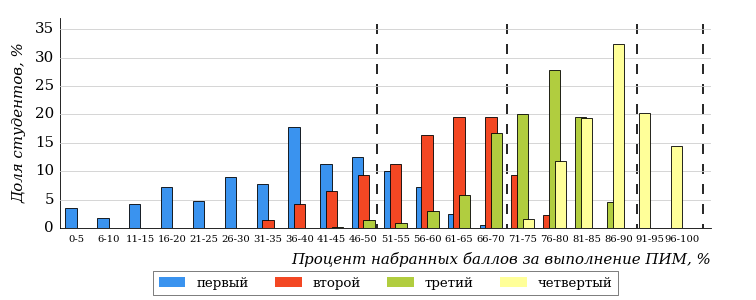 Доля студентов, %
35
30
25
20
15
10
5
0
0-5 6-10 11-15 16-20 21-25 26-30 31-35 36-40 41-45 46-50 51-55 56-60 61-65 66-70 71-75 76-80 81-85 86-90 91-95 96-100
Процент набранных баллов за выполнение ПИМ, %
первый второй третий четвертый